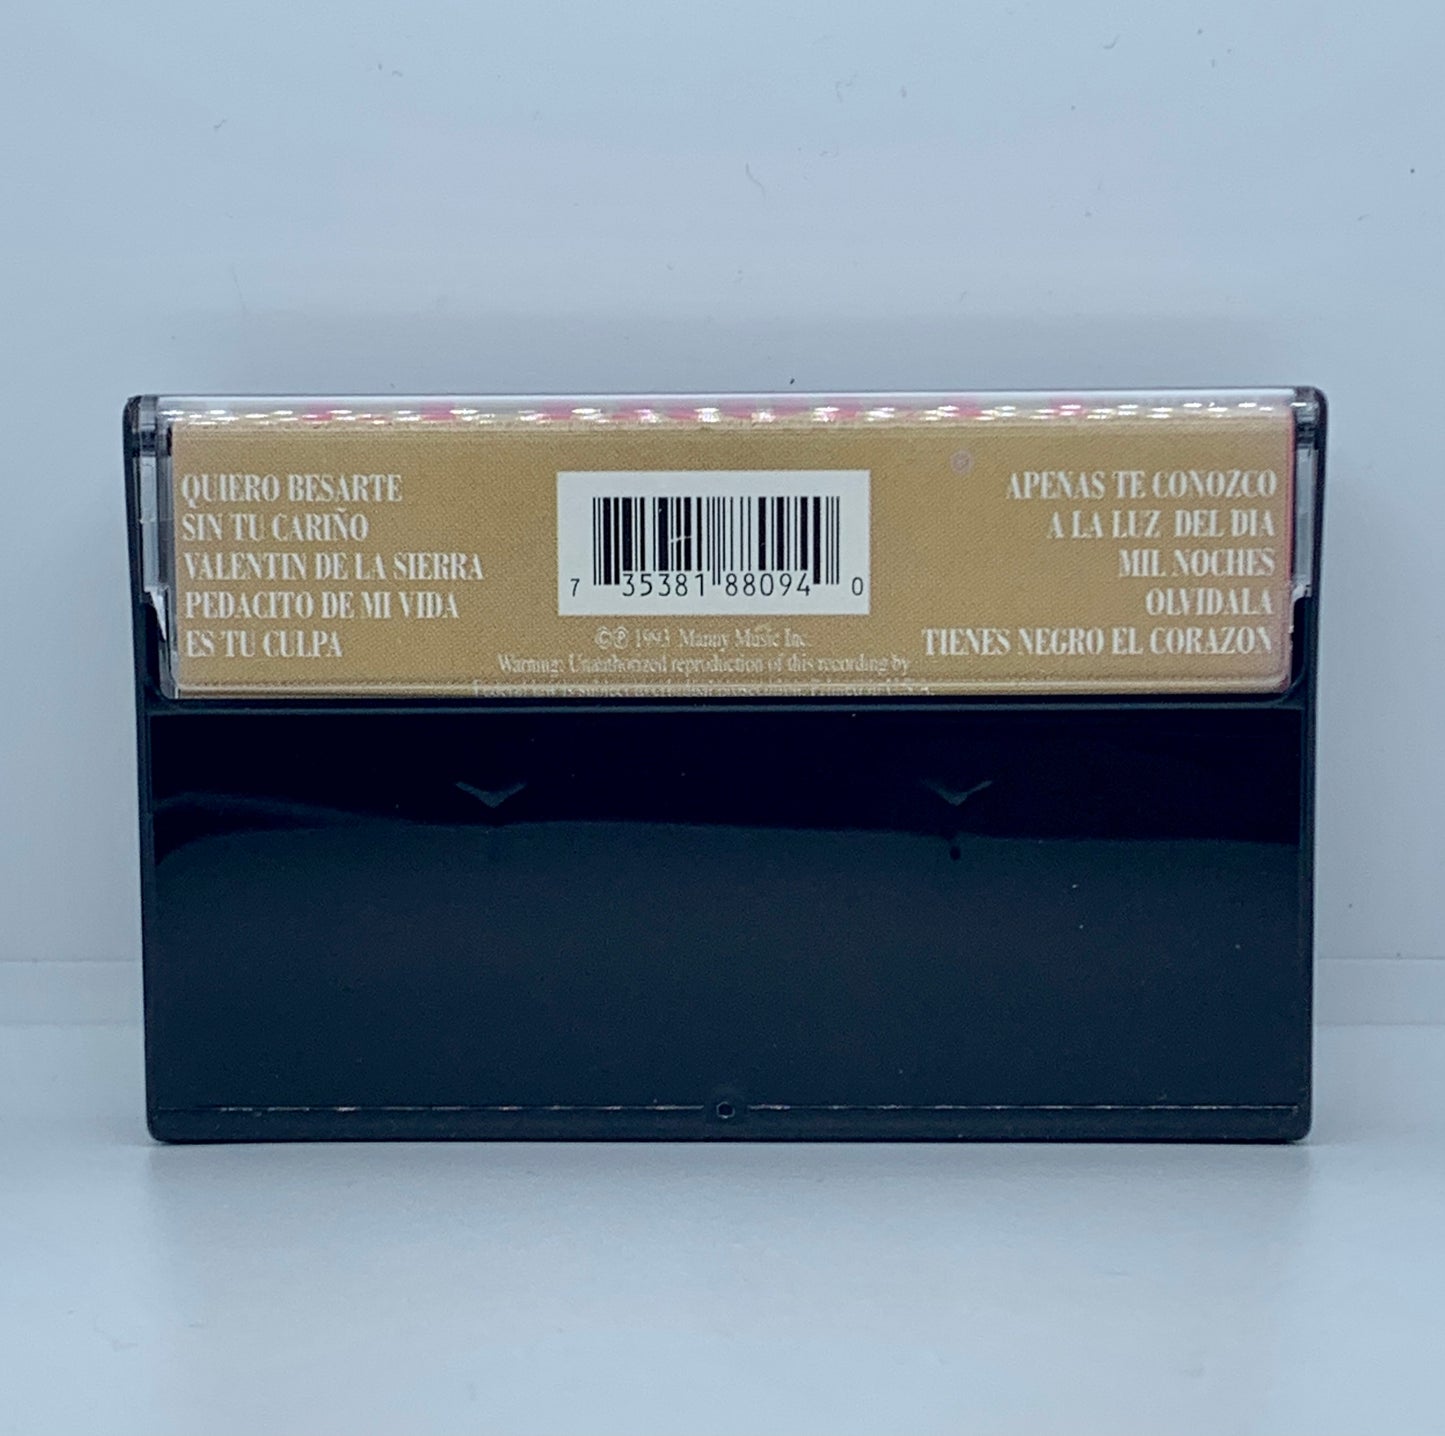 QUIERO BESARTE
SIN TU CARIÑO
VALENTIN DE LA SIERRA
PEDACITO DE MI VIDA
ES TU CULPA
7 35381 88094 0
©℗ 1993 Manny Music Inc.
Warning: Unauthorized reproduction of this recording by
APENAS TE CONOZCO
A LA LUZ DEL DIA
MIL NOCHES
OLVIDALA
TIENES NEGRO EL CORAZON